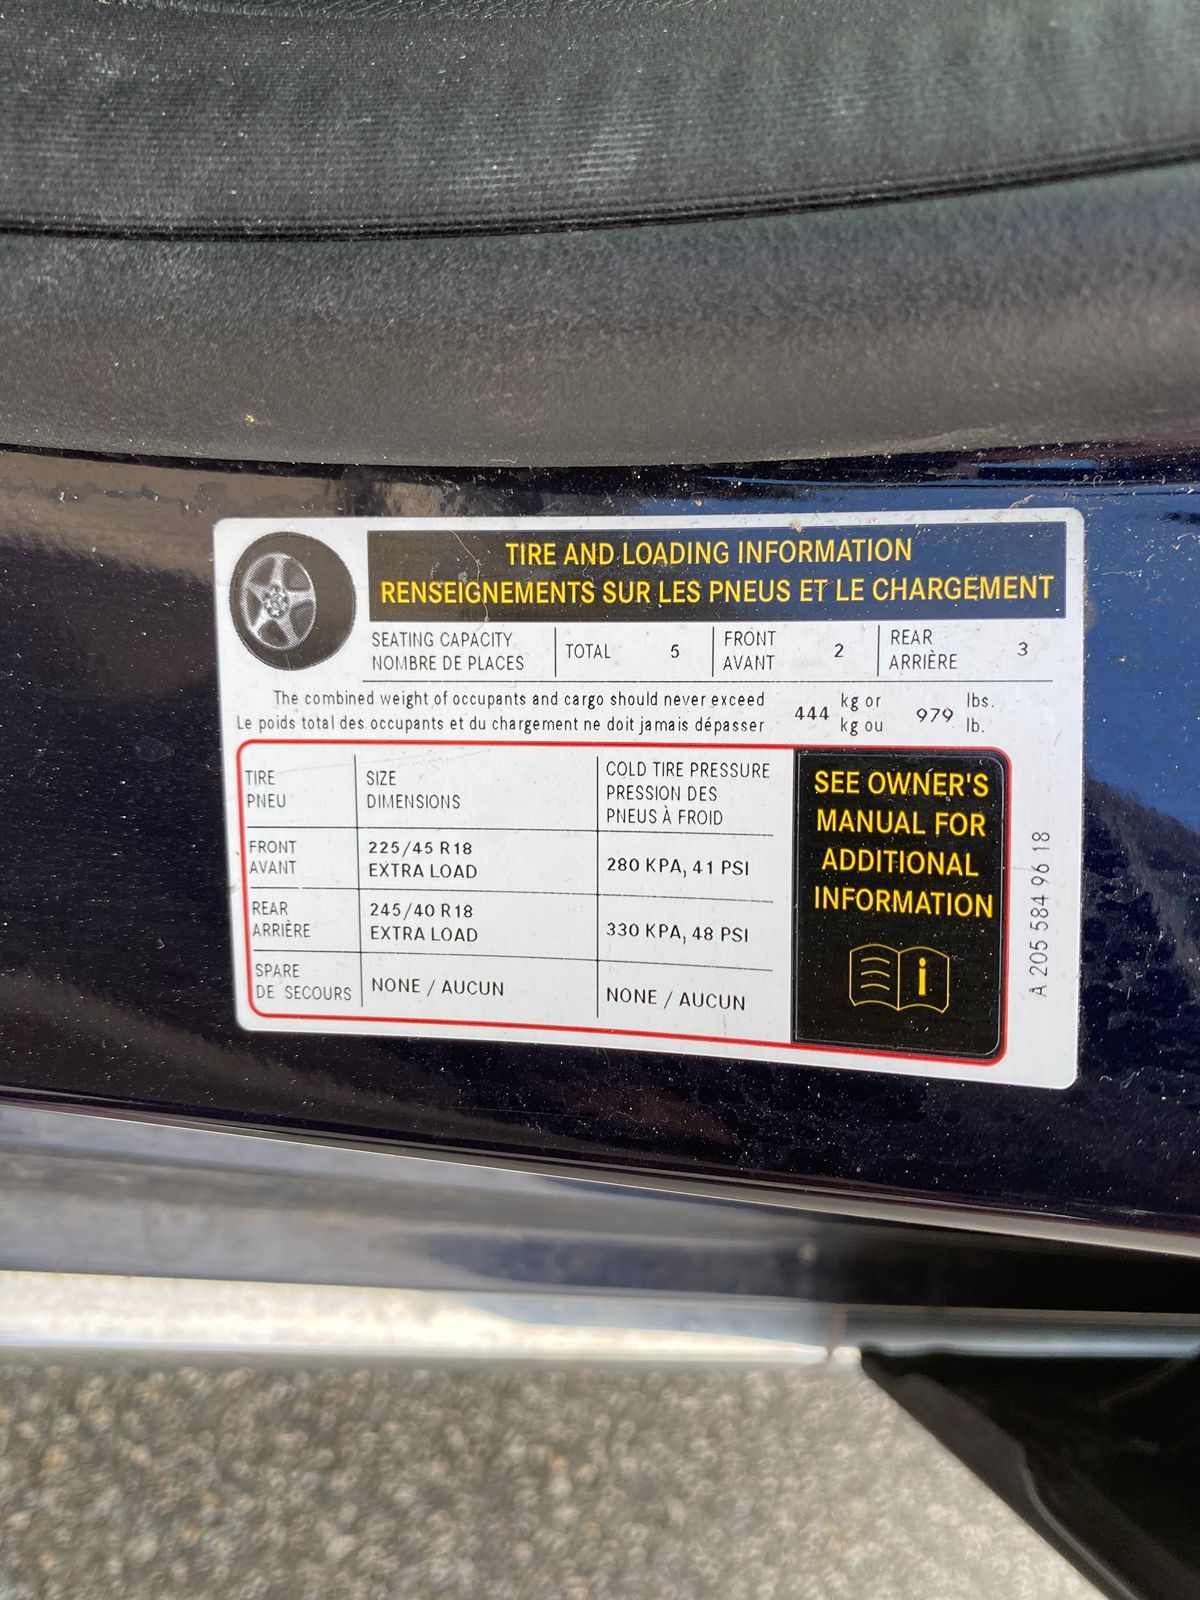 TIRE AND LOADING INFORMATION
RENSEIGNEMENTS SUR LES PNEUS ET LE CHARGEMENT
SEATING CAPACITY
NOMBRE DE PLACES
TOTAL 5
FRONT
AVANT
2
REAR
ARRIÈRE
3
The combined weight of occupants and cargo should never exceed
Le poids total des occupants et du chargement ne doit jamais dépasser
444
kg or
kg ou
979
lbs.
lb.
TIRE
PNEU
SIZE
DIMENSIONS
COLD TIRE PRESSURE
PRESSION DES
PNEUS À FROID
FRONT
AVANT
225/45 R18
EXTRA LOAD
280 KPA, 41 PSI
REAR
ARRIÈRE
245/40 R18
EXTRA LOAD
330 KPA, 48 PSI
SPARE
DE SECOURS
NONE / AUCUN
NONE / AUCUN
SEE OWNER'S
MANUAL FOR
ADDITIONAL
INFORMATION
i
A 205 584 96 18